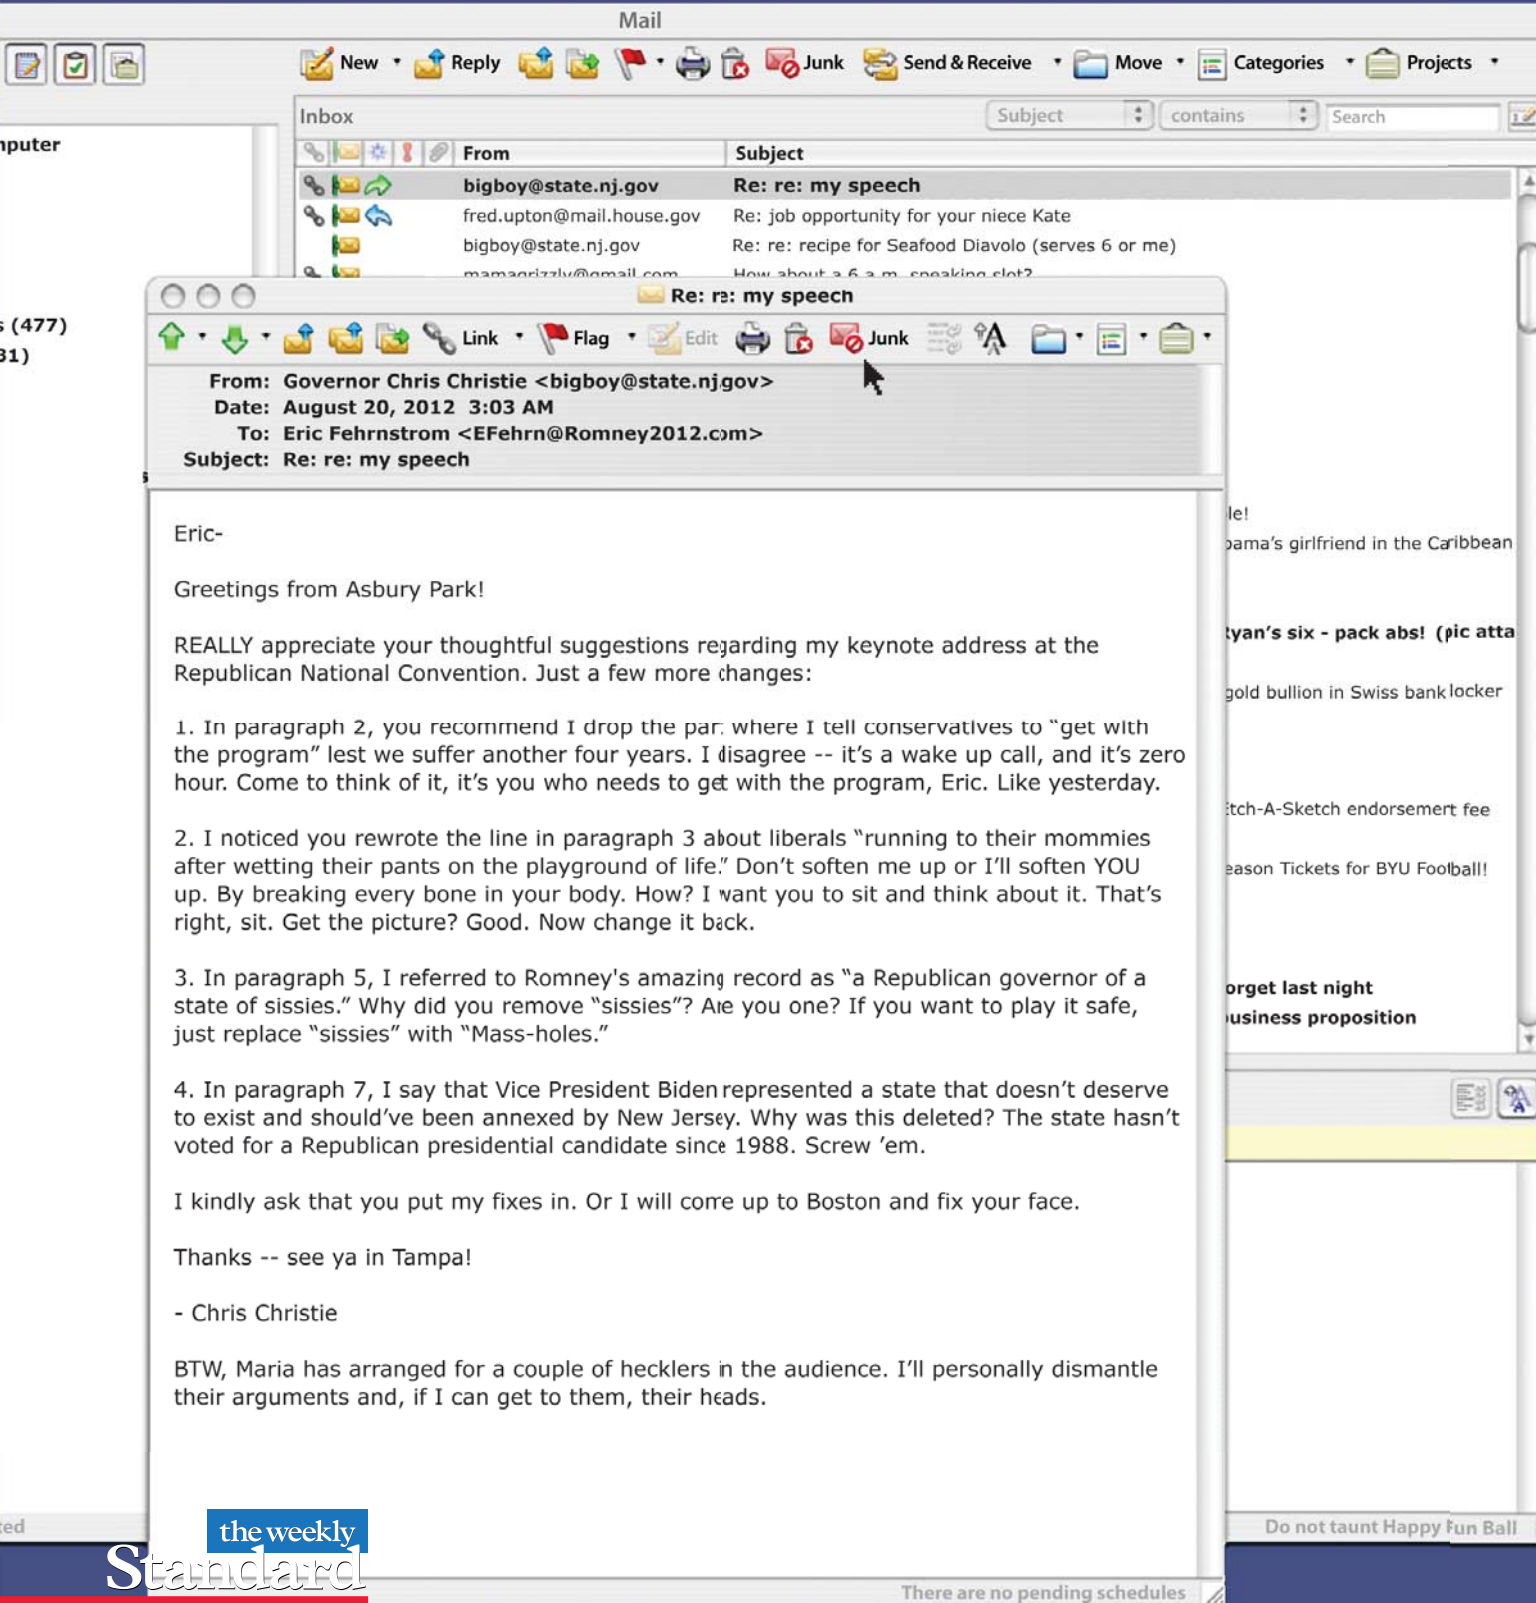 Mail
New Reply Junk Send & Receive Move Categories Projects
Inbox Subject contains Search
From Subject
bigboy@state.nj.gov Re: re: my speech
fred.upton@mail.house.gov Re: job opportunity for your niece Kate
bigboy@state.nj.gov Re: re: recipe for Seafood Diavolo (serves 6 or me)
mamagrizzly@gmail.com How about a 6 a.m. speaking slot?
(477)
Re: re: my speech
Link Flag Edit Junk
From: Governor Chris Christie <bigboy@state.nj.gov>
Date: August 20, 2012 3:03 AM
To: Eric Fehrnstrom <EFehrn@Romney2012.com>
Subject: Re: re: my speech
Eric-
Greetings from Asbury Park!
REALLY appreciate your thoughtful suggestions regarding my keynote address at the
Republican National Convention. Just a few more changes:
1. In paragraph 2, you recommend I drop the part where I tell conservatives to “get with
the program” lest we suffer another four years. I disagree -- it’s a wake up call, and it’s zero
hour. Come to think of it, it’s you who needs to get with the program, Eric. Like yesterday.
2. I noticed you rewrote the line in paragraph 3 about liberals “running to their mommies
after wetting their pants on the playground of life.” Don’t soften me up or I’ll soften YOU
up. By breaking every bone in your body. How? I want you to sit and think about it. That’s
right, sit. Get the picture? Good. Now change it back.
3. In paragraph 5, I referred to Romney's amazing record as “a Republican governor of a
state of sissies.” Why did you remove “sissies”? Are you one? If you want to play it safe,
just replace “sissies” with “Mass-holes.”
4. In paragraph 7, I say that Vice President Biden represented a state that doesn’t deserve
to exist and should’ve been annexed by New Jersey. Why was this deleted? The state hasn’t
voted for a Republican presidential candidate since 1988. Screw ’em.
I kindly ask that you put my fixes in. Or I will come up to Boston and fix your face.
Thanks -- see ya in Tampa!
- Chris Christie
BTW, Maria has arranged for a couple of hecklers in the audience. I’ll personally dismantle
their arguments and, if I can get to them, their heads.
girlfriend in the Caribbean
six - pack abs! (pic atta
gold bullion in Swiss bank locker
endorsement fee
Tickets for BYU Football!
last night
proposition
Do not taunt Happy Fun Ball
the weekly
Standard
There are no pending schedules